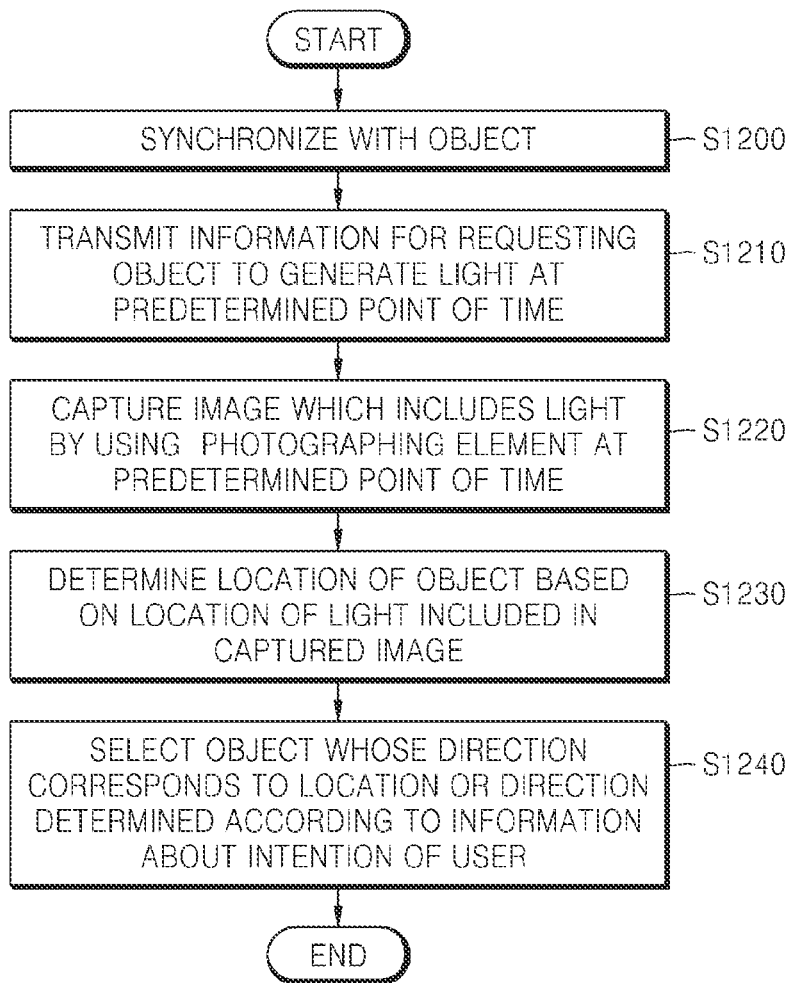 START
SYNCHRONIZE WITH OBJECT
S1200
TRANSMIT INFORMATION FOR REQUESTING
OBJECT TO GENERATE LIGHT AT
PREDETERMINED POINT OF TIME
S1210
CAPTURE IMAGE WHICH INCLUDES LIGHT
BY USING PHOTOGRAPHING ELEMENT AT
PREDETERMINED POINT OF TIME
S1220
DETERMINE LOCATION OF OBJECT BASED
ON LOCATION OF LIGHT INCLUDED IN
CAPTURED IMAGE
S1230
SELECT OBJECT WHOSE DIRECTION
CORRESPONDS TO LOCATION OR DIRECTION
DETERMINED ACCORDING TO INFORMATION
ABOUT INTENTION OF USER
S1240
END